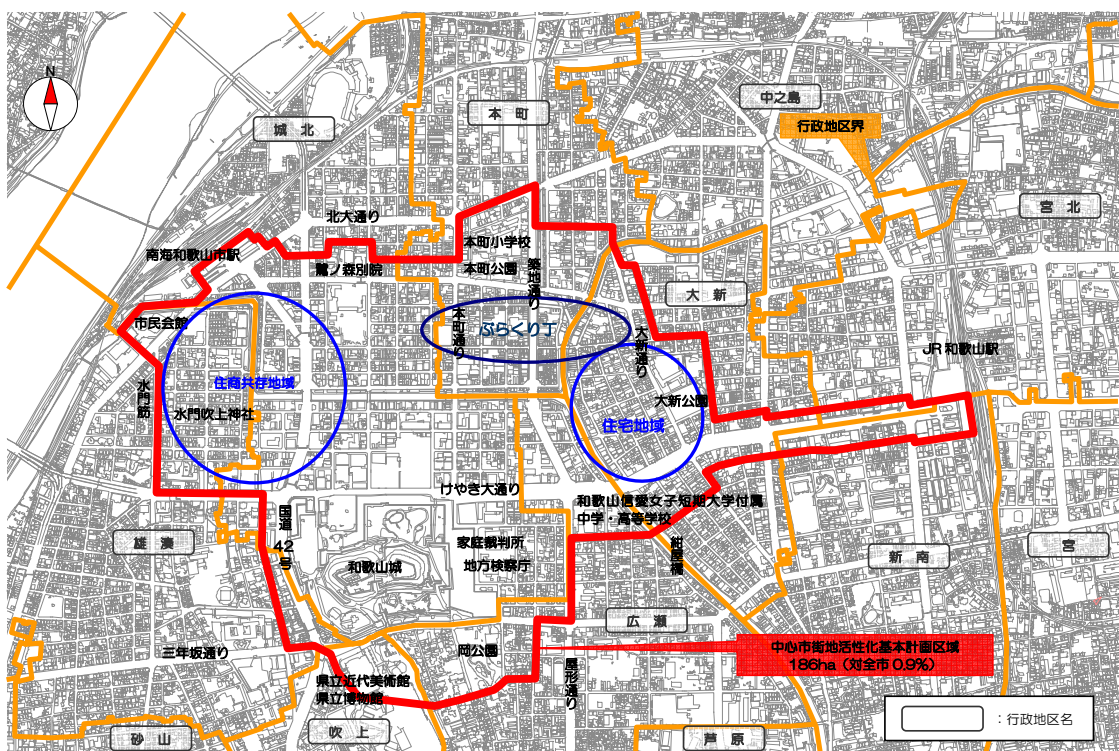 N
本町
中之島
城北
行政地区界
宮北
北大通り
本町小学校
南海和歌山市駅
鷺ノ森別院
本町公園
築地通り
大新
市民会館
本町通り
ぶらくり丁
大新通り
JR和歌山駅
水門筋
住商共存地域
水門吹上神社
大新公園
住宅地域
けやき大通り
和歌山信愛女子短期大学付属
中学・高等学校
国道42号
雄湊
家庭裁判所
地方検察庁
和歌山城
紺屋橋
新南
宮
広瀬
三年坂通り
岡公園
中心市街地活性化基本計画区域
186ha（対全市0.9%）
県立近代美術館
県立博物館
屋形通り
砂山
吹上
芦原
：行政地区名